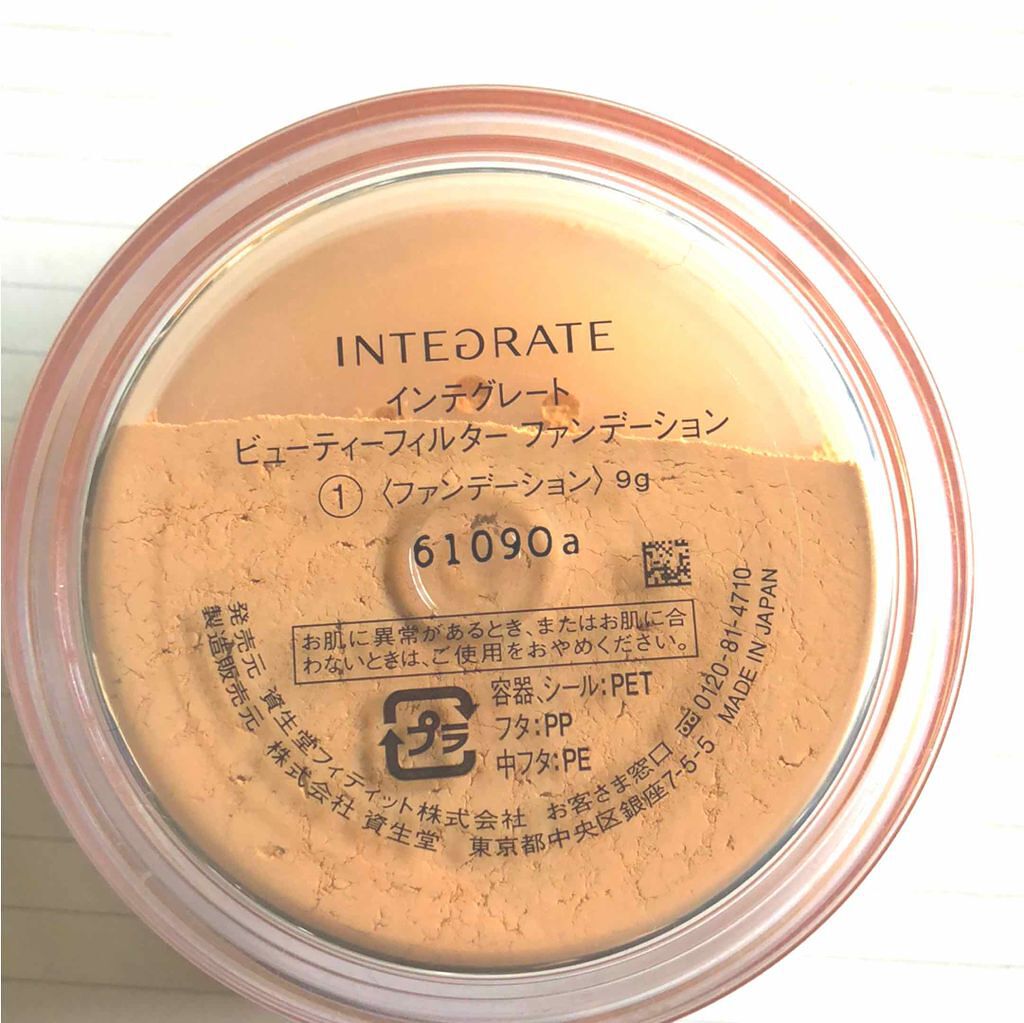 INTEGRATE
インテグレート
ビューティーフィルター ファンデーション
① 〈ファンデーション〉 9g
61090a
お肌に異常があるとき、またはお肌に合
わないときは、ご使用をおやめください。
プラ
容器、シール:PET
フタ:PP
中フタ:PE
発売元 資生堂フィティット株式会社 お客さま窓口 0120-81-4710
製造販売元 株式会社 資生堂 東京都中央区銀座7-5-5 MADE IN JAPAN